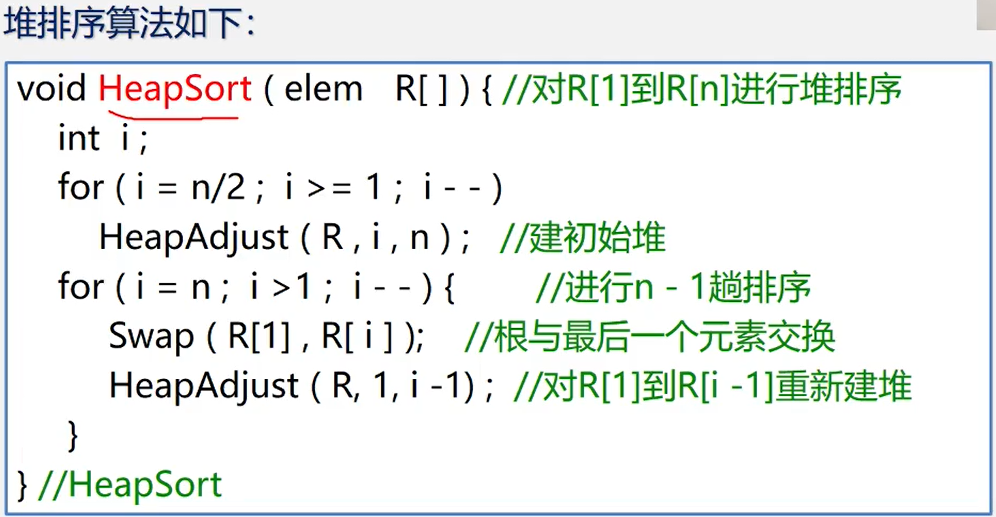 堆排序算法如下：
void HeapSort ( elem R[ ] ) { //对R[1]到R[n]进行堆排序
int i ;
for ( i = n/2 ; i >= 1 ; i - - )
HeapAdjust ( R , i , n ) ; //建初始堆
for ( i = n ; i >1 ; i - - ) { //进行n - 1趟排序
Swap ( R[1] , R[ i ] ); //根与最后一个元素交换
HeapAdjust ( R, 1, i -1) ; //对R[1]到R[i -1]重新建堆
}
} //HeapSort